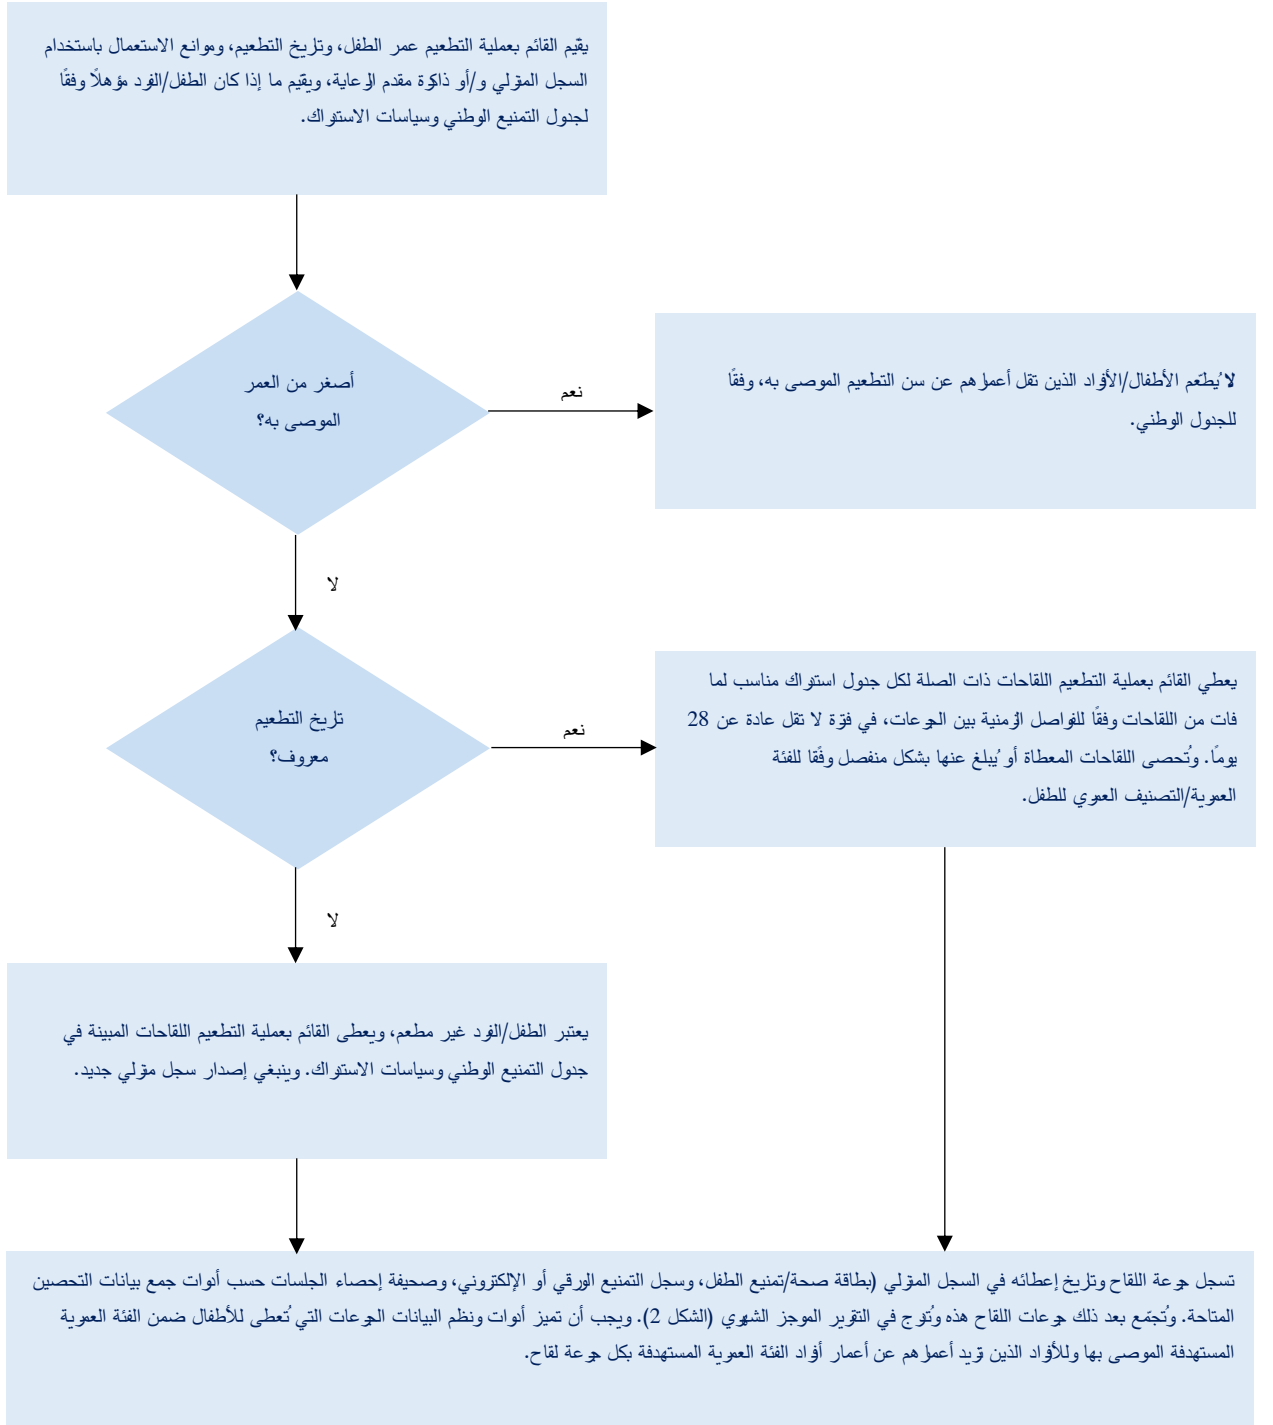 يقيّم القائم بعملية التطعيم عمر الطفل، وتاريخ التطعيم، وموانع الاستعمال باستخدام
السجل المنزلي و/أو ذاكرة مقدم الرعاية، ويقيّم ما إذا كان الطفل/الفرد مؤهلًا وفقًا
لجدول التمنيع الوطني وسياسات الاستدراك.
أصغر من العمر
الموصى به؟
نعم
لا يُطعّم الأطفال/الأفراد الذين تقل أعمارهم عن سن التطعيم الموصى به، وفقًا
للجدول الوطني.
لا
تاريخ التطعيم
معروف؟
نعم
يعطي القائم بعملية التطعيم اللقاحات ذات الصلة لكل جدول استدراك مناسب لما
فات من اللقاحات وفقًا للفواصل الزمنية بين الجرعات، في فترة لا تقل عادة عن 28
يومًا. وتُحصى اللقاحات المعطاة أو يُبلغ عنها بشكل منفصل وفقًا للفئة
العمرية/التصنيف العمري للطفل.
لا
يعتبر الطفل/الفرد غير مطعم، ويعطى القائم بعملية التطعيم اللقاحات المبينة في
جدول التمنيع الوطني وسياسات الاستدراك. وينبغي إصدار سجل منزلي جديد.
تسجل جرعة اللقاح وتاريخ إعطائه في السجل المنزلي (بطاقة صحة/تمنيع الطفل، وسجل التمنيع الورقي أو الإلكتروني، وصحيفة إحصاء الجلسات حسب أدوات جمع بيانات التحصين
المتاحة. وتُجمّع بعد ذلك جرعات اللقاح هذه وتُدرج في التقرير الموجز الشهري (الشكل 2). ويجب أن تميز أدوات ونظم البيانات الجرعات التي تُعطى للأطفال ضمن الفئة العمرية
المستهدفة الموصى بها وللأفراد الذين تزيد أعمارهم عن أعمار أفراد الفئة العمرية المستهدفة بكل جرعة لقاح.